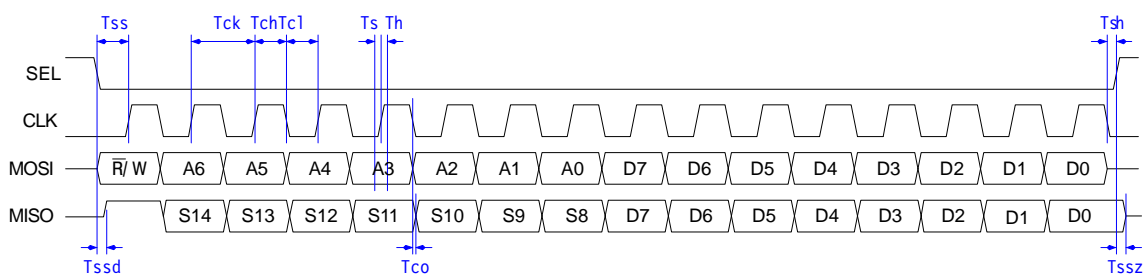 Tss Tck Tch Tcl Ts Th Tsh
SEL
CLK
MOSI R̅/W A6 A5 A4 A3 A2 A1 A0 D7 D6 D5 D4 D3 D2 D1 D0
MISO S14 S13 S12 S11 S10 S9 S8 D7 D6 D5 D4 D3 D2 D1 D0
Tssd Tco Tssz